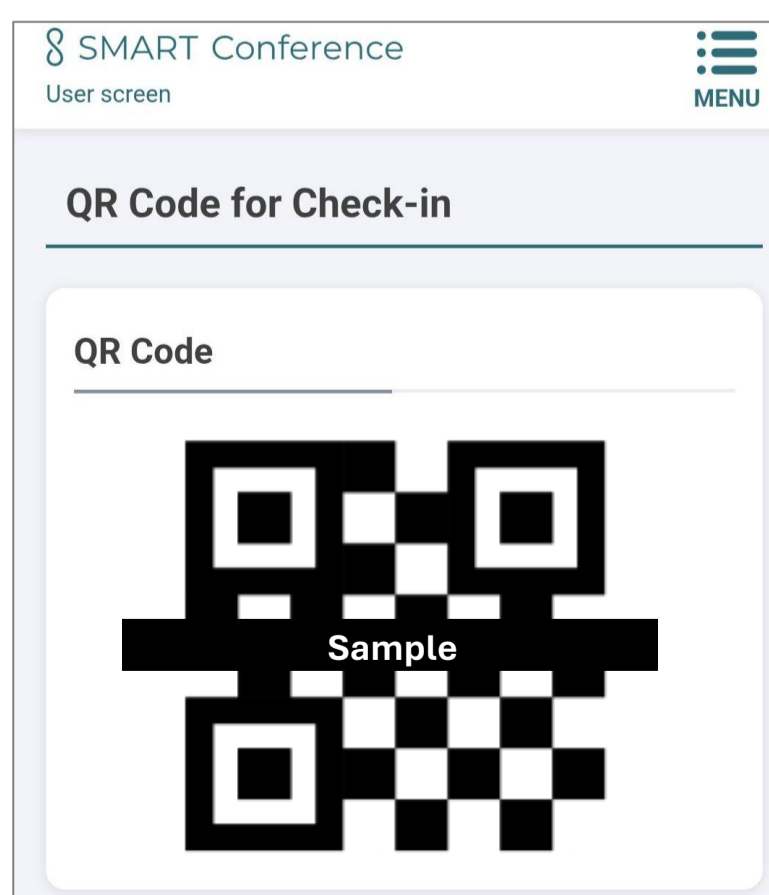 SMART Conference
User screen
MENU
QR Code for Check-in
QR Code
Sample